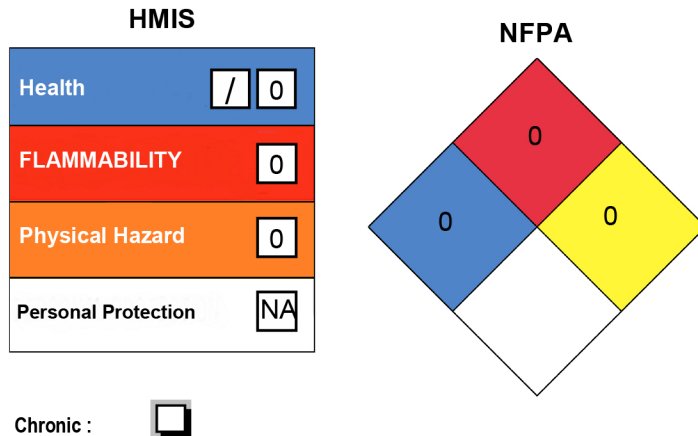 HMIS
Health / 0
FLAMMABILITY 0
Physical Hazard 0
Personal Protection NA
Chronic :
NFPA
0
0 0